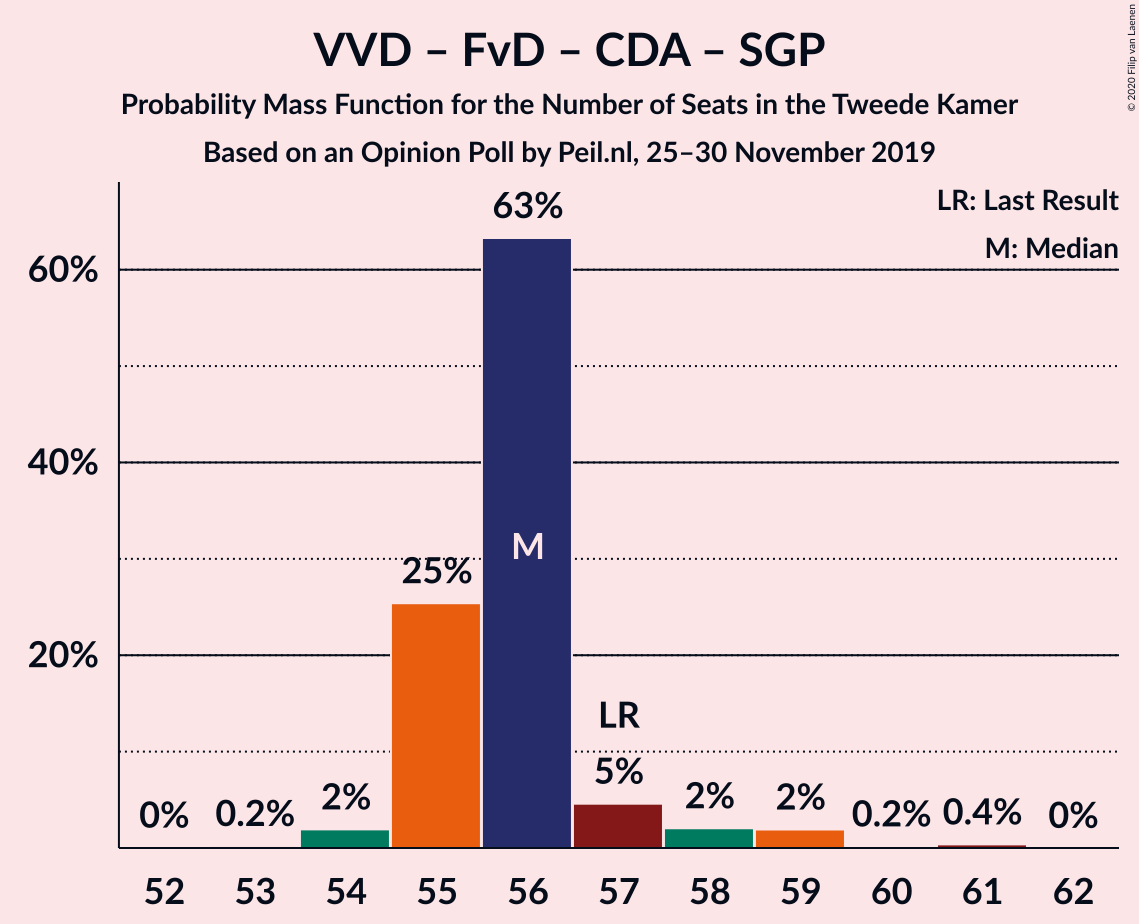 VVD – FvD – CDA – SGP
Probability Mass Function for the Number of Seats in the Tweede Kamer
Based on an Opinion Poll by Peil.nl, 25–30 November 2019
© 2020 Filip van Laenen
LR: Last Result
M: Median
63%
60%
40%
M
25%
20%
LR
5%
0% 0.2% 2% 2% 2% 0.2% 0.4% 0%
52 53 54 55 56 57 58 59 60 61 62